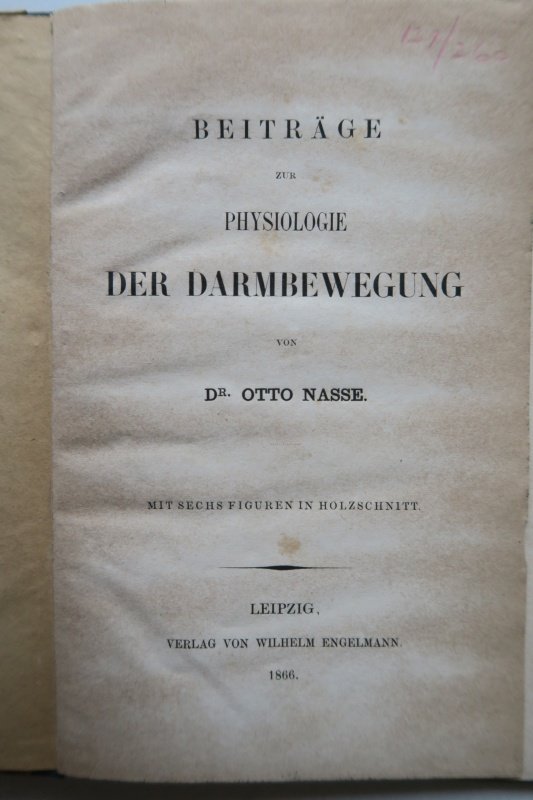 BEITRÄGE
ZUR
PHYSIOLOGIE
DER DARMBEWEGUNG
VON
DR. OTTO NASSE.
MIT SECHS FIGUREN IN HOLZSCHNITT.
LEIPZIG,
VERLAG VON WILHELM ENGELMANN.
1866.